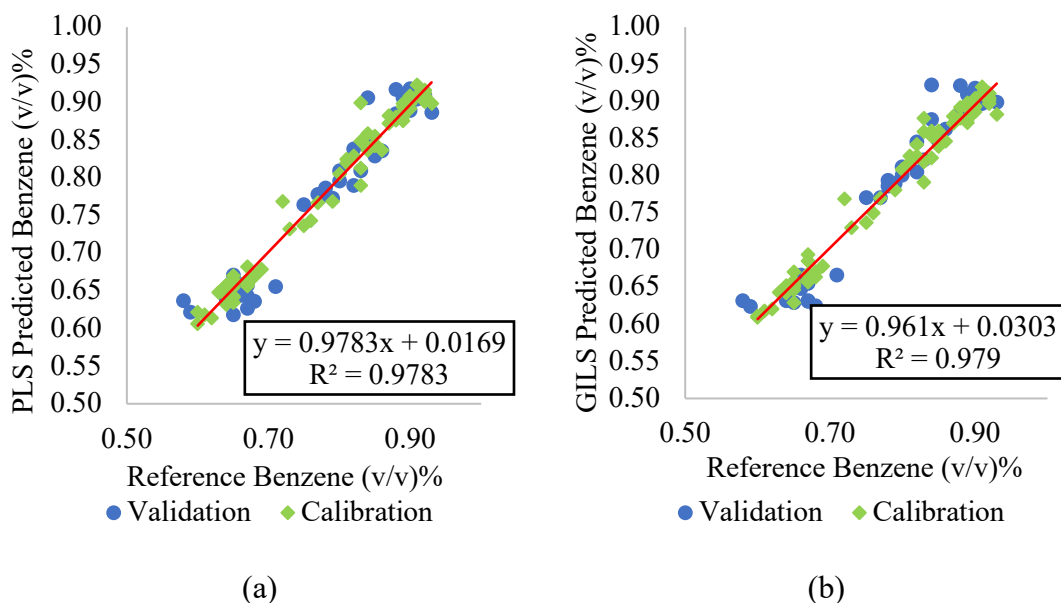 PLS Predicted Benzene (v/v)%
1.00
0.95
0.90
0.85
0.80
0.75
0.70
0.65
0.60
0.55
0.50
y = 0.9783x + 0.0169
R² = 0.9783
0.50 0.70 0.90
Reference Benzene (v/v)%
Validation Calibration
(a)
GILS Predicted Benzene (v/v)%
1.00
0.95
0.90
0.85
0.80
0.75
0.70
0.65
0.60
0.55
0.50
y = 0.961x + 0.0303
R² = 0.979
0.50 0.70 0.90
Reference Benzene (v/v)%
Validation Calibration
(b)